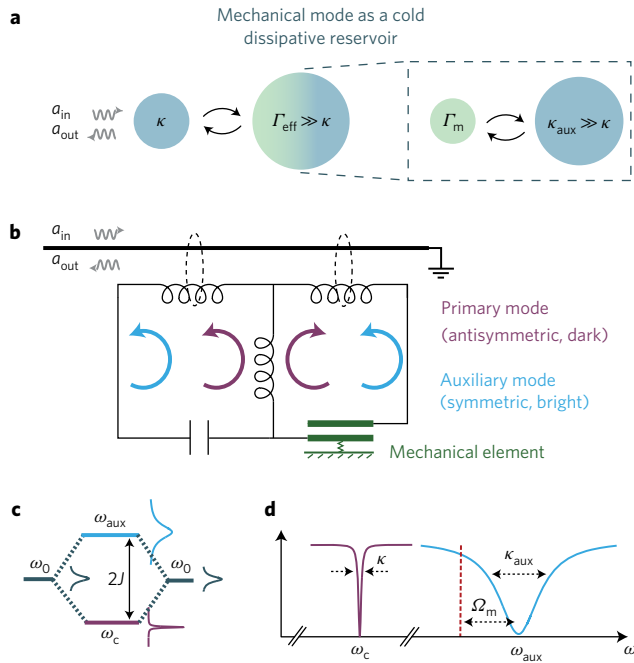 a
Mechanical mode as a cold
dissipative reservoir
a_in
a_out
κ
Γ_eff ≫ κ
Γ_m
κ_aux ≫ κ
b
a_in
a_out
Primary mode
(antisymmetric, dark)
Auxiliary mode
(symmetric, bright)
Mechanical element
c
ω_aux
ω_0
2J
ω_0
ω_c
d
κ
κ_aux
Ω_m
ω_c
ω_aux
ω